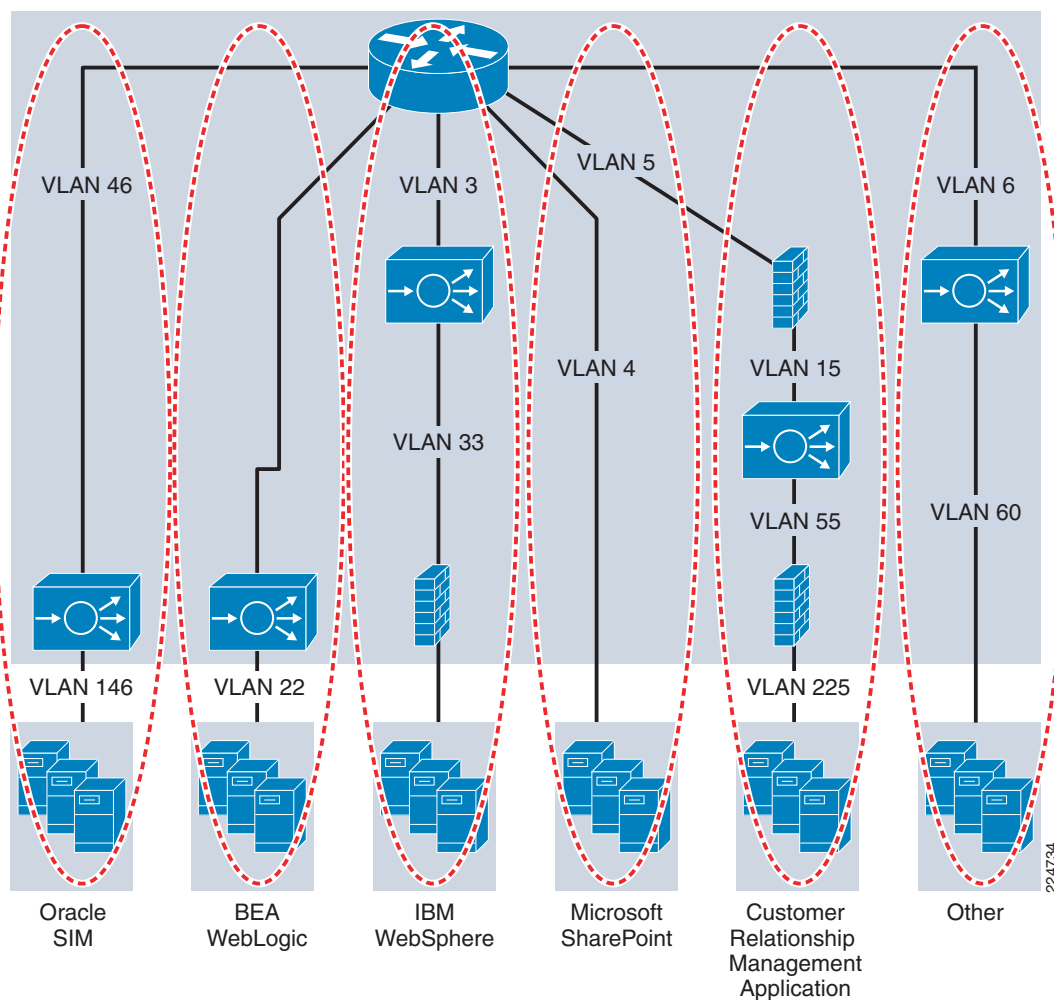 VLAN 5
VLAN 46
VLAN 3
VLAN 6
VLAN 4
VLAN 15
VLAN 33
VLAN 55
VLAN 60
VLAN 146
VLAN 22
VLAN 225
224734
Oracle
SIM
BEA
WebLogic
IBM
WebSphere
Microsoft
SharePoint
Customer
Relationship
Management
Application
Other